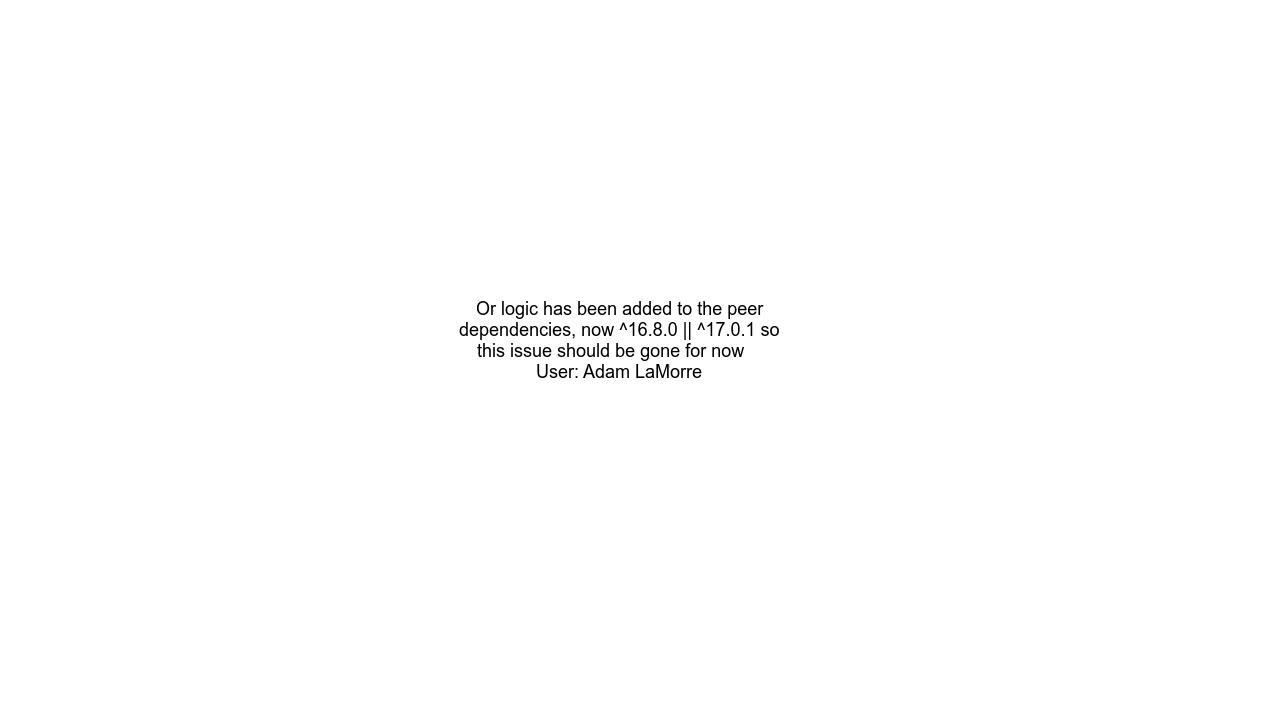 Or logic has been added to the peer
dependencies, now ^16.8.0 || ^17.0.1 so
this issue should be gone for now
User: Adam LaMorre